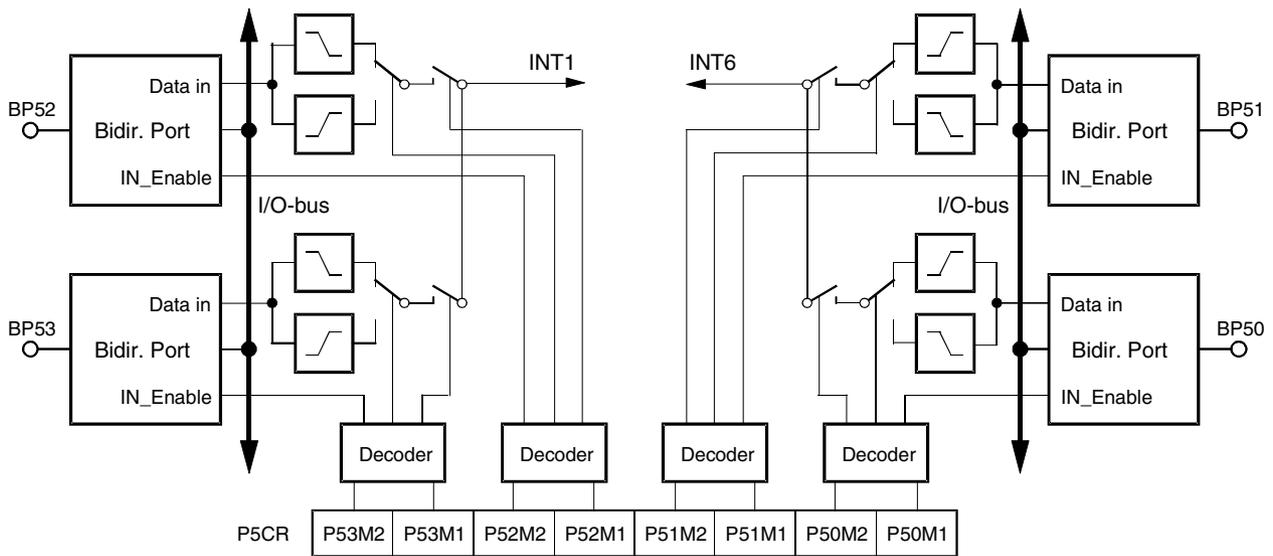 INT1
INT6
Data in
Data in
BP52
BP51
Bidir. Port
Bidir. Port
IN_Enable
IN_Enable
I/O-bus
I/O-bus
Data in
Data in
BP53
BP50
Bidir. Port
Bidir. Port
IN_Enable
IN_Enable
Decoder
Decoder
Decoder
Decoder
P5CR
P53M2
P53M1
P52M2
P52M1
P51M2
P51M1
P50M2
P50M1